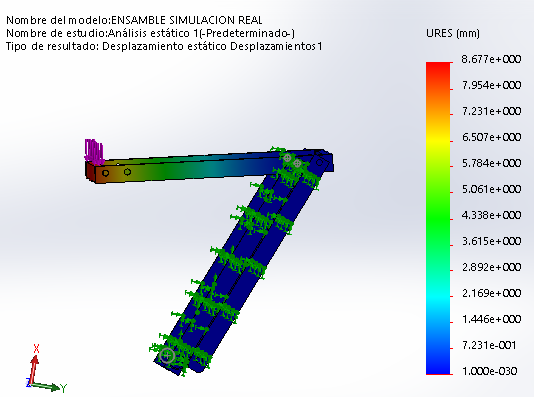 Nombre del modelo:ENSAMBLE SIMULACION REAL
Nombre de estudio:Análisis estático 1(-Predeterminado-)
Tipo de resultado: Desplazamiento estático Desplazamientos1
URES (mm)
8.677e+000
7.954e+000
7.231e+000
6.507e+000
5.784e+000
5.061e+000
4.338e+000
3.615e+000
2.892e+000
2.169e+000
1.446e+000
7.231e-001
1.000e-030
X
Z
Y